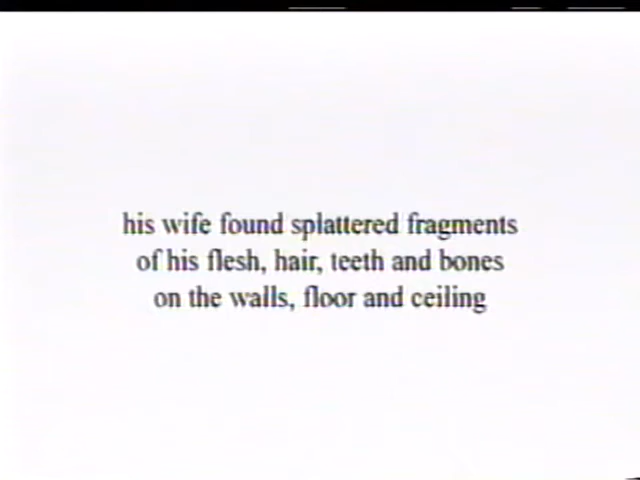 his wife found splattered fragments
of his flesh, hair, teeth and bones
on the walls, floor and ceiling